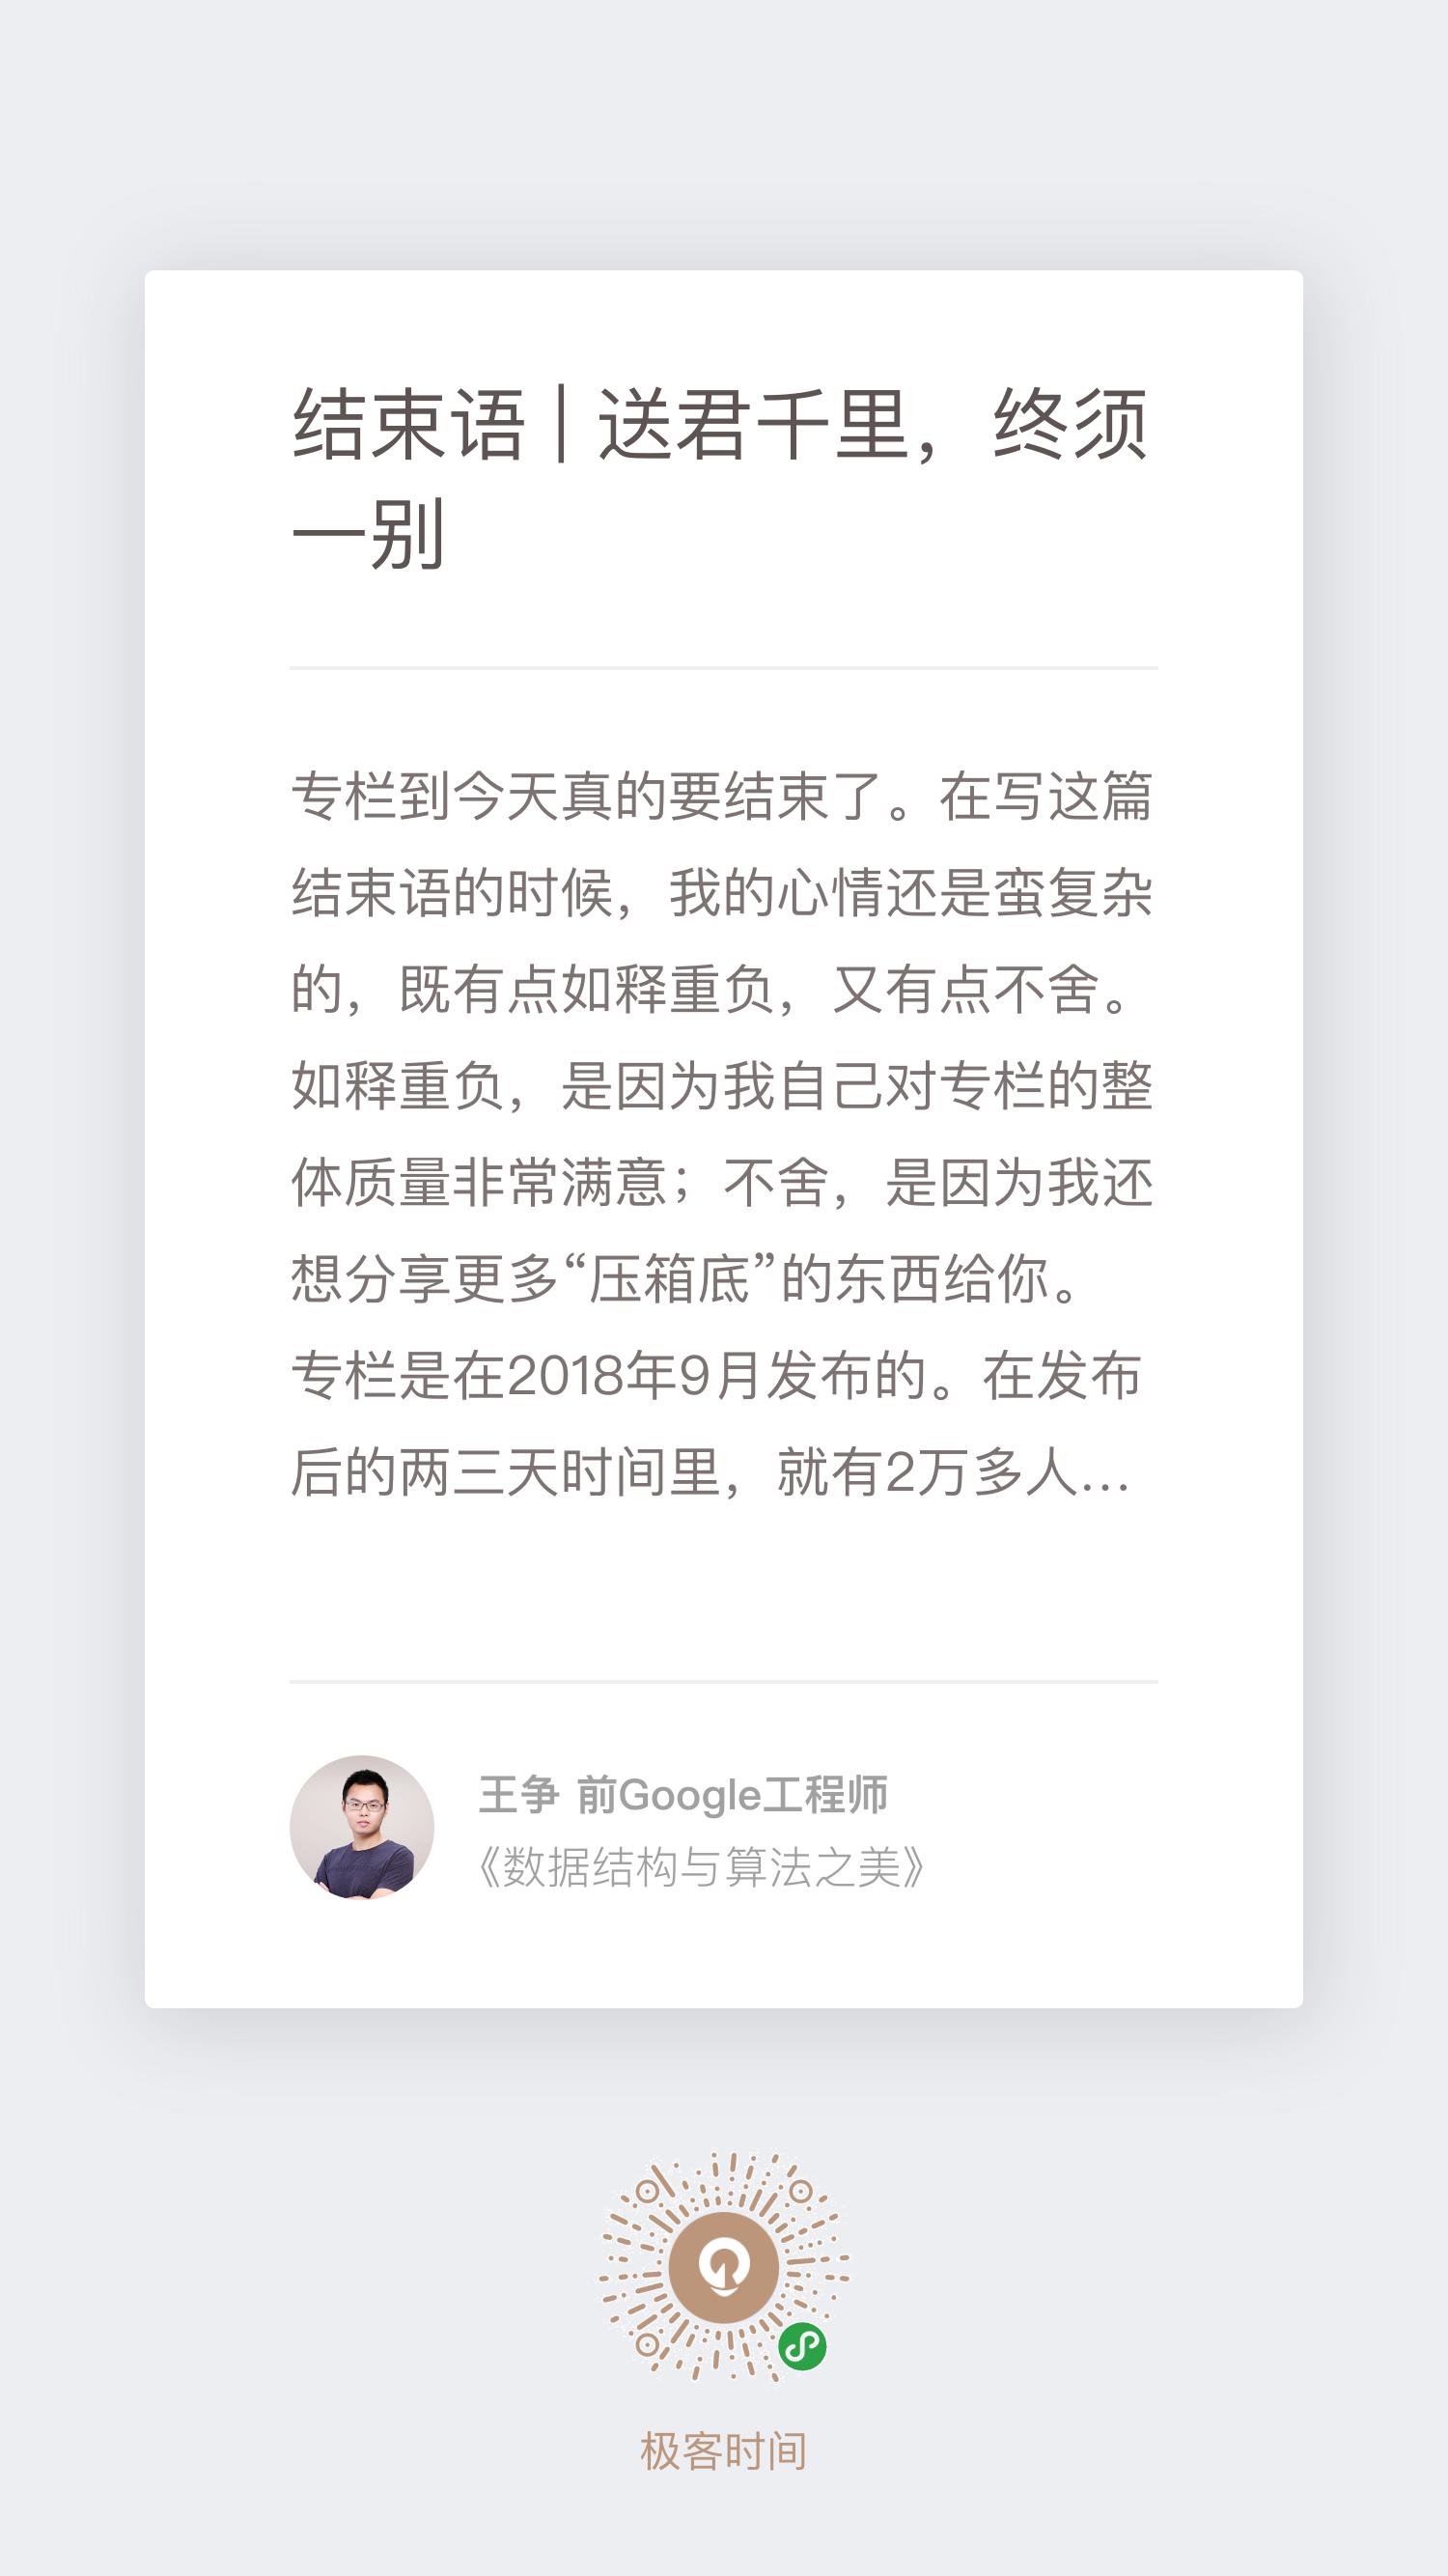 结束语 | 送君千里，终须
一别
专栏到今天真的要结束了。在写这篇
结束语的时候，我的心情还是蛮复杂
的，既有点如释重负，又有点不舍。
如释重负，是因为我自己对专栏的整
体质量非常满意；不舍，是因为我还
想分享更多“压箱底”的东西给你。
专栏是在2018年9月发布的。在发布
后的两三天时间里，就有2万多人...
王争 前Google工程师
《数据结构与算法之美》
极客时间